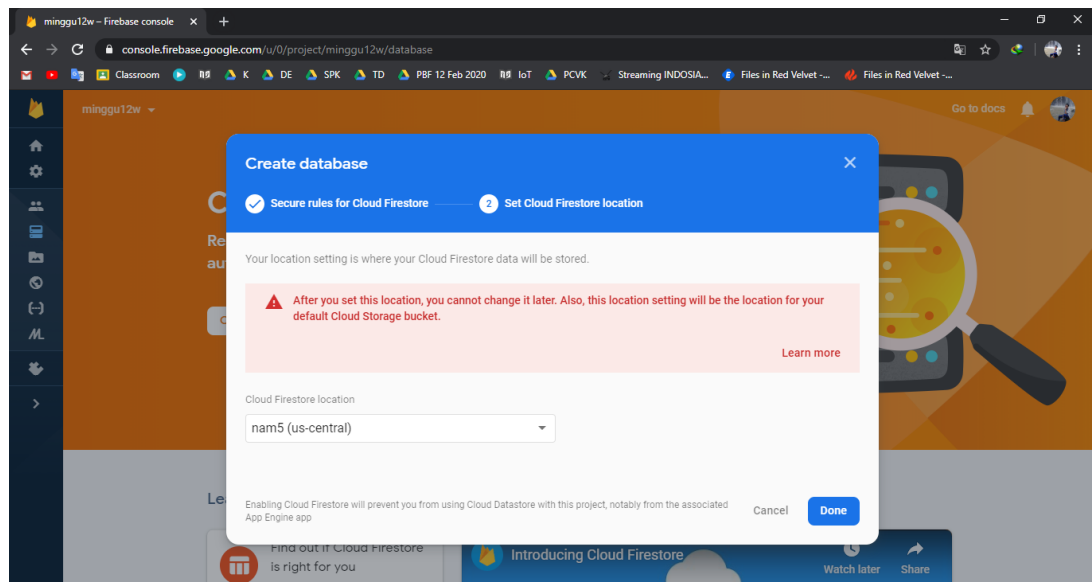 minggu12w – Firebase console
console.firebase.google.com/u/0/project/minggu12w/database
Classroom K DE SPK TD PBF 12 Feb 2020 IoT PCVK Streaming INDOSIA... Files in Red Velvet -... Files in Red Velvet -...
minggu12w
Go to docs
Create database
Secure rules for Cloud Firestore
2 Set Cloud Firestore location
Your location setting is where your Cloud Firestore data will be stored.
After you set this location, you cannot change it later. Also, this location setting will be the location for your
default Cloud Storage bucket.
Learn more
Cloud Firestore location
nam5 (us-central)
Enabling Cloud Firestore will prevent you from using Cloud Datastore with this project, notably from the associated
App Engine app
Cancel
Done
C
Re
au
Le
Find out if Cloud Firestore
is right for you
Introducing Cloud Firestore
Watch later
Share